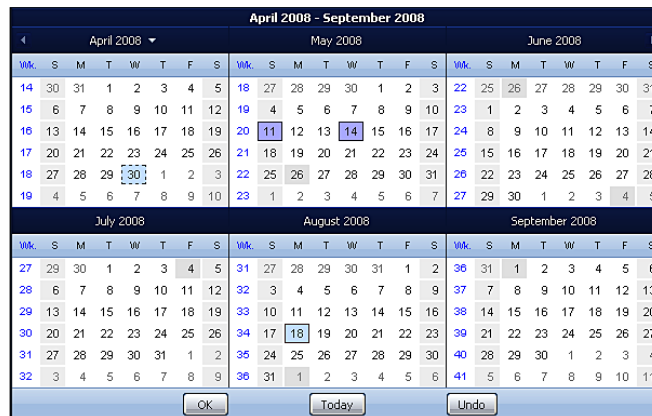 April 2008 - September 2008
April 2008 May 2008 June 2008
Wk. S M T W T F S Wk. S M T W T F S Wk. S M T W T F S
14 30 31 1 2 3 4 5 18 27 28 29 30 1 2 3 22 25 26 27 28 29 30 31
15 6 7 8 9 10 11 12 19 4 5 6 7 8 9 10 23 1 2 3 4 5 6 7
16 13 14 15 16 17 18 19 20 11 12 13 14 15 16 17 24 8 9 10 11 12 13 14
17 20 21 22 23 24 25 26 21 18 19 20 21 22 23 24 25 15 16 17 18 19 20 21
18 27 28 29 30 1 2 3 22 25 26 27 28 29 30 31 26 22 23 24 25 26 27 28
19 4 5 6 7 8 9 10 23 1 2 3 4 5 6 7 27 29 30 1 2 3 4 5
July 2008 August 2008 September 2008
Wk. S M T W T F S Wk. S M T W T F S Wk. S M T W T F S
27 29 30 1 2 3 4 5 31 27 28 29 30 31 1 2 36 31 1 2 3 4 5 6
28 6 7 8 9 10 11 12 32 3 4 5 6 7 8 9 37 7 8 9 10 11 12 13
29 13 14 15 16 17 18 19 33 10 11 12 13 14 15 16 38 14 15 16 17 18 19 20
30 20 21 22 23 24 25 26 34 17 18 19 20 21 22 23 39 21 22 23 24 25 26 27
31 27 28 29 30 31 1 2 35 24 25 26 27 28 29 30 40 28 29 30 1 2 3 4
32 3 4 5 6 7 8 9 36 31 1 2 3 4 5 6 41 5 6 7 8 9 10 11
OK Today Undo